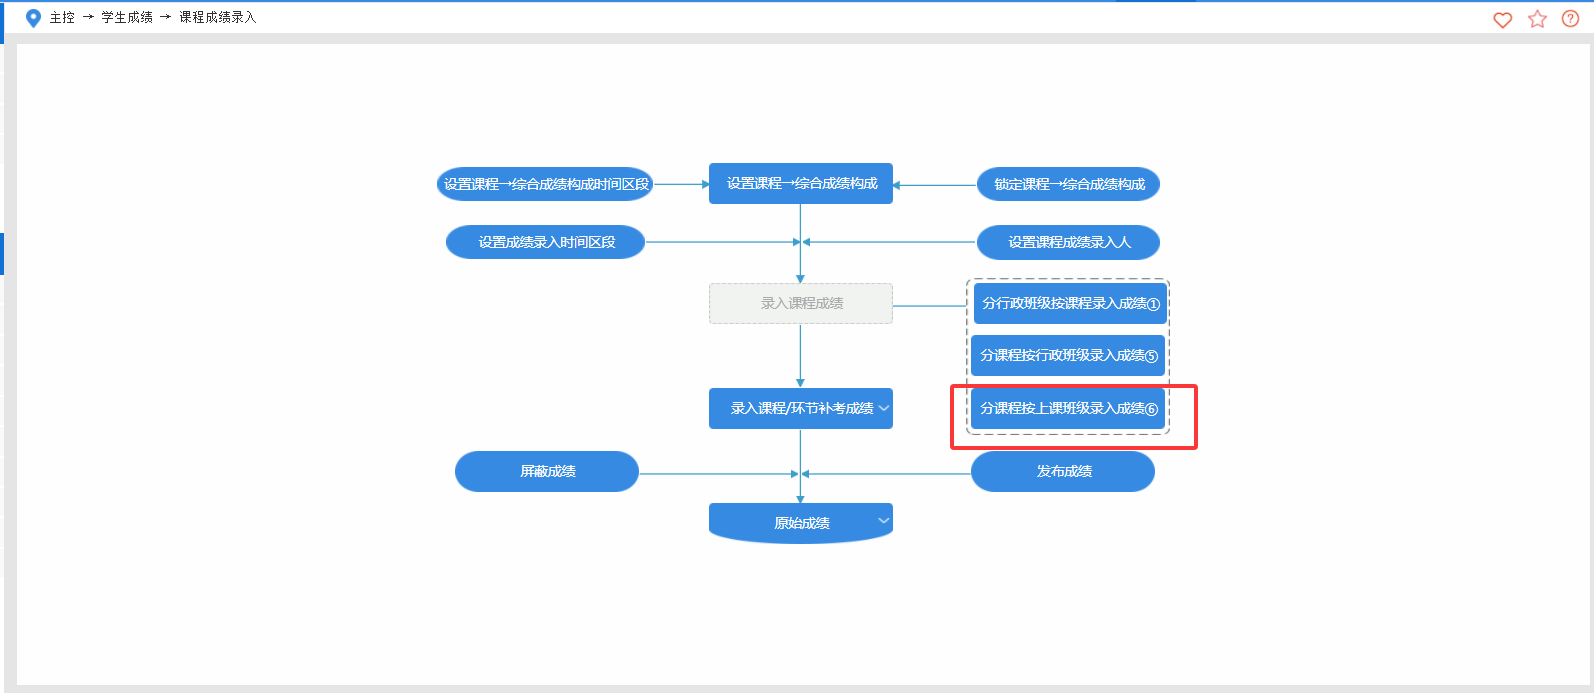 主控 → 学生成绩 → 课程成绩录入
设置课程→综合成绩构成时间区段
设置课程→综合成绩构成
锁定课程→综合成绩构成
设置成绩录入时间区段
设置课程成绩录入人
录入课程成绩
分行政班级按课程录入成绩①
分课程按行政班级录入成绩⑤
录入课程/环节补考成绩
分课程按上课班级录入成绩⑥
屏蔽成绩
发布成绩
原始成绩